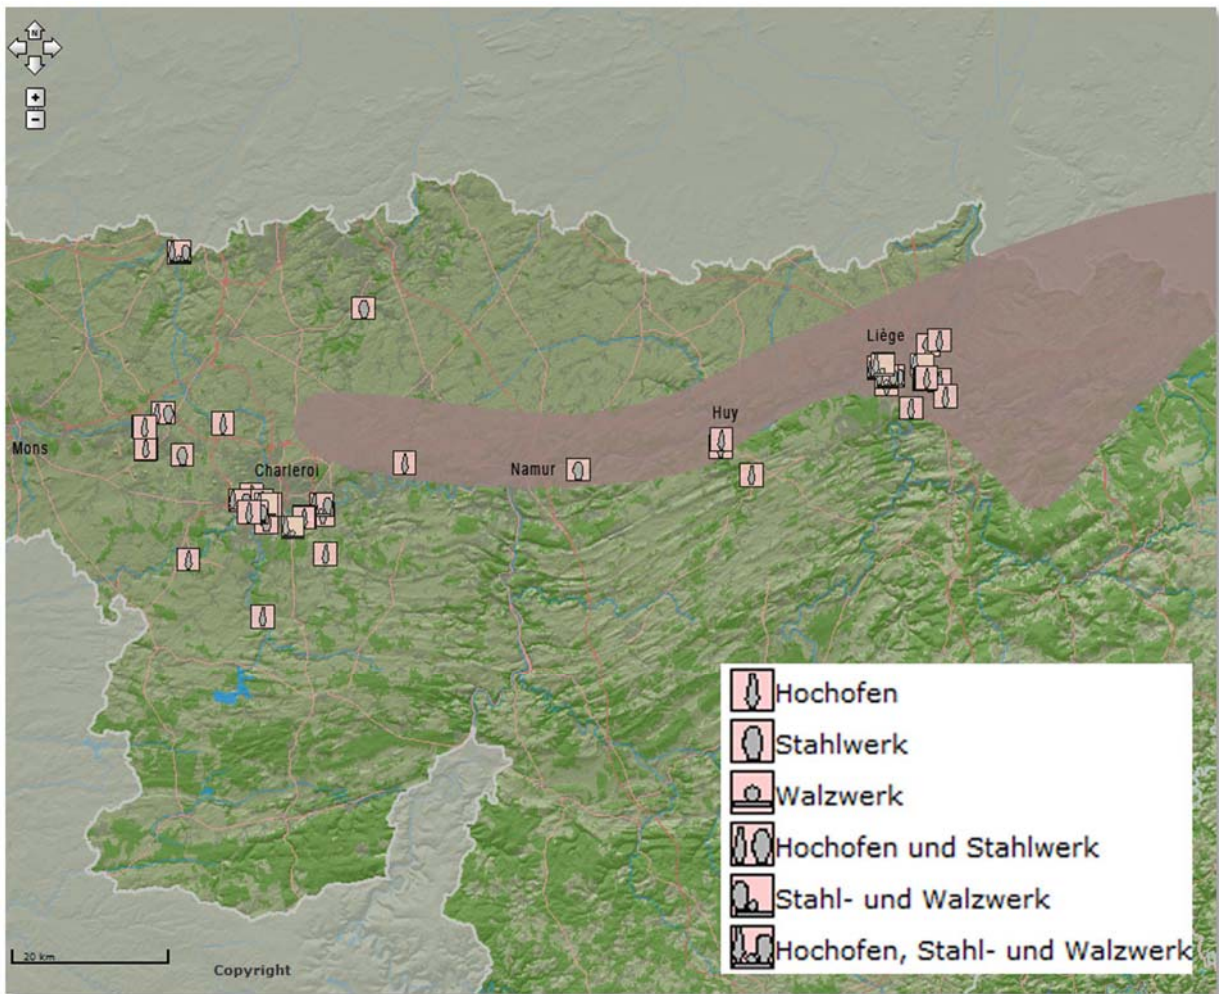 N
+
-
Liège
Huy
Mons
Charleroi
Namur
Hochofen
Stahlwerk
Walzwerk
Hochofen und Stahlwerk
Stahl- und Walzwerk
Hochofen, Stahl- und Walzwerk
20 km
Copyright